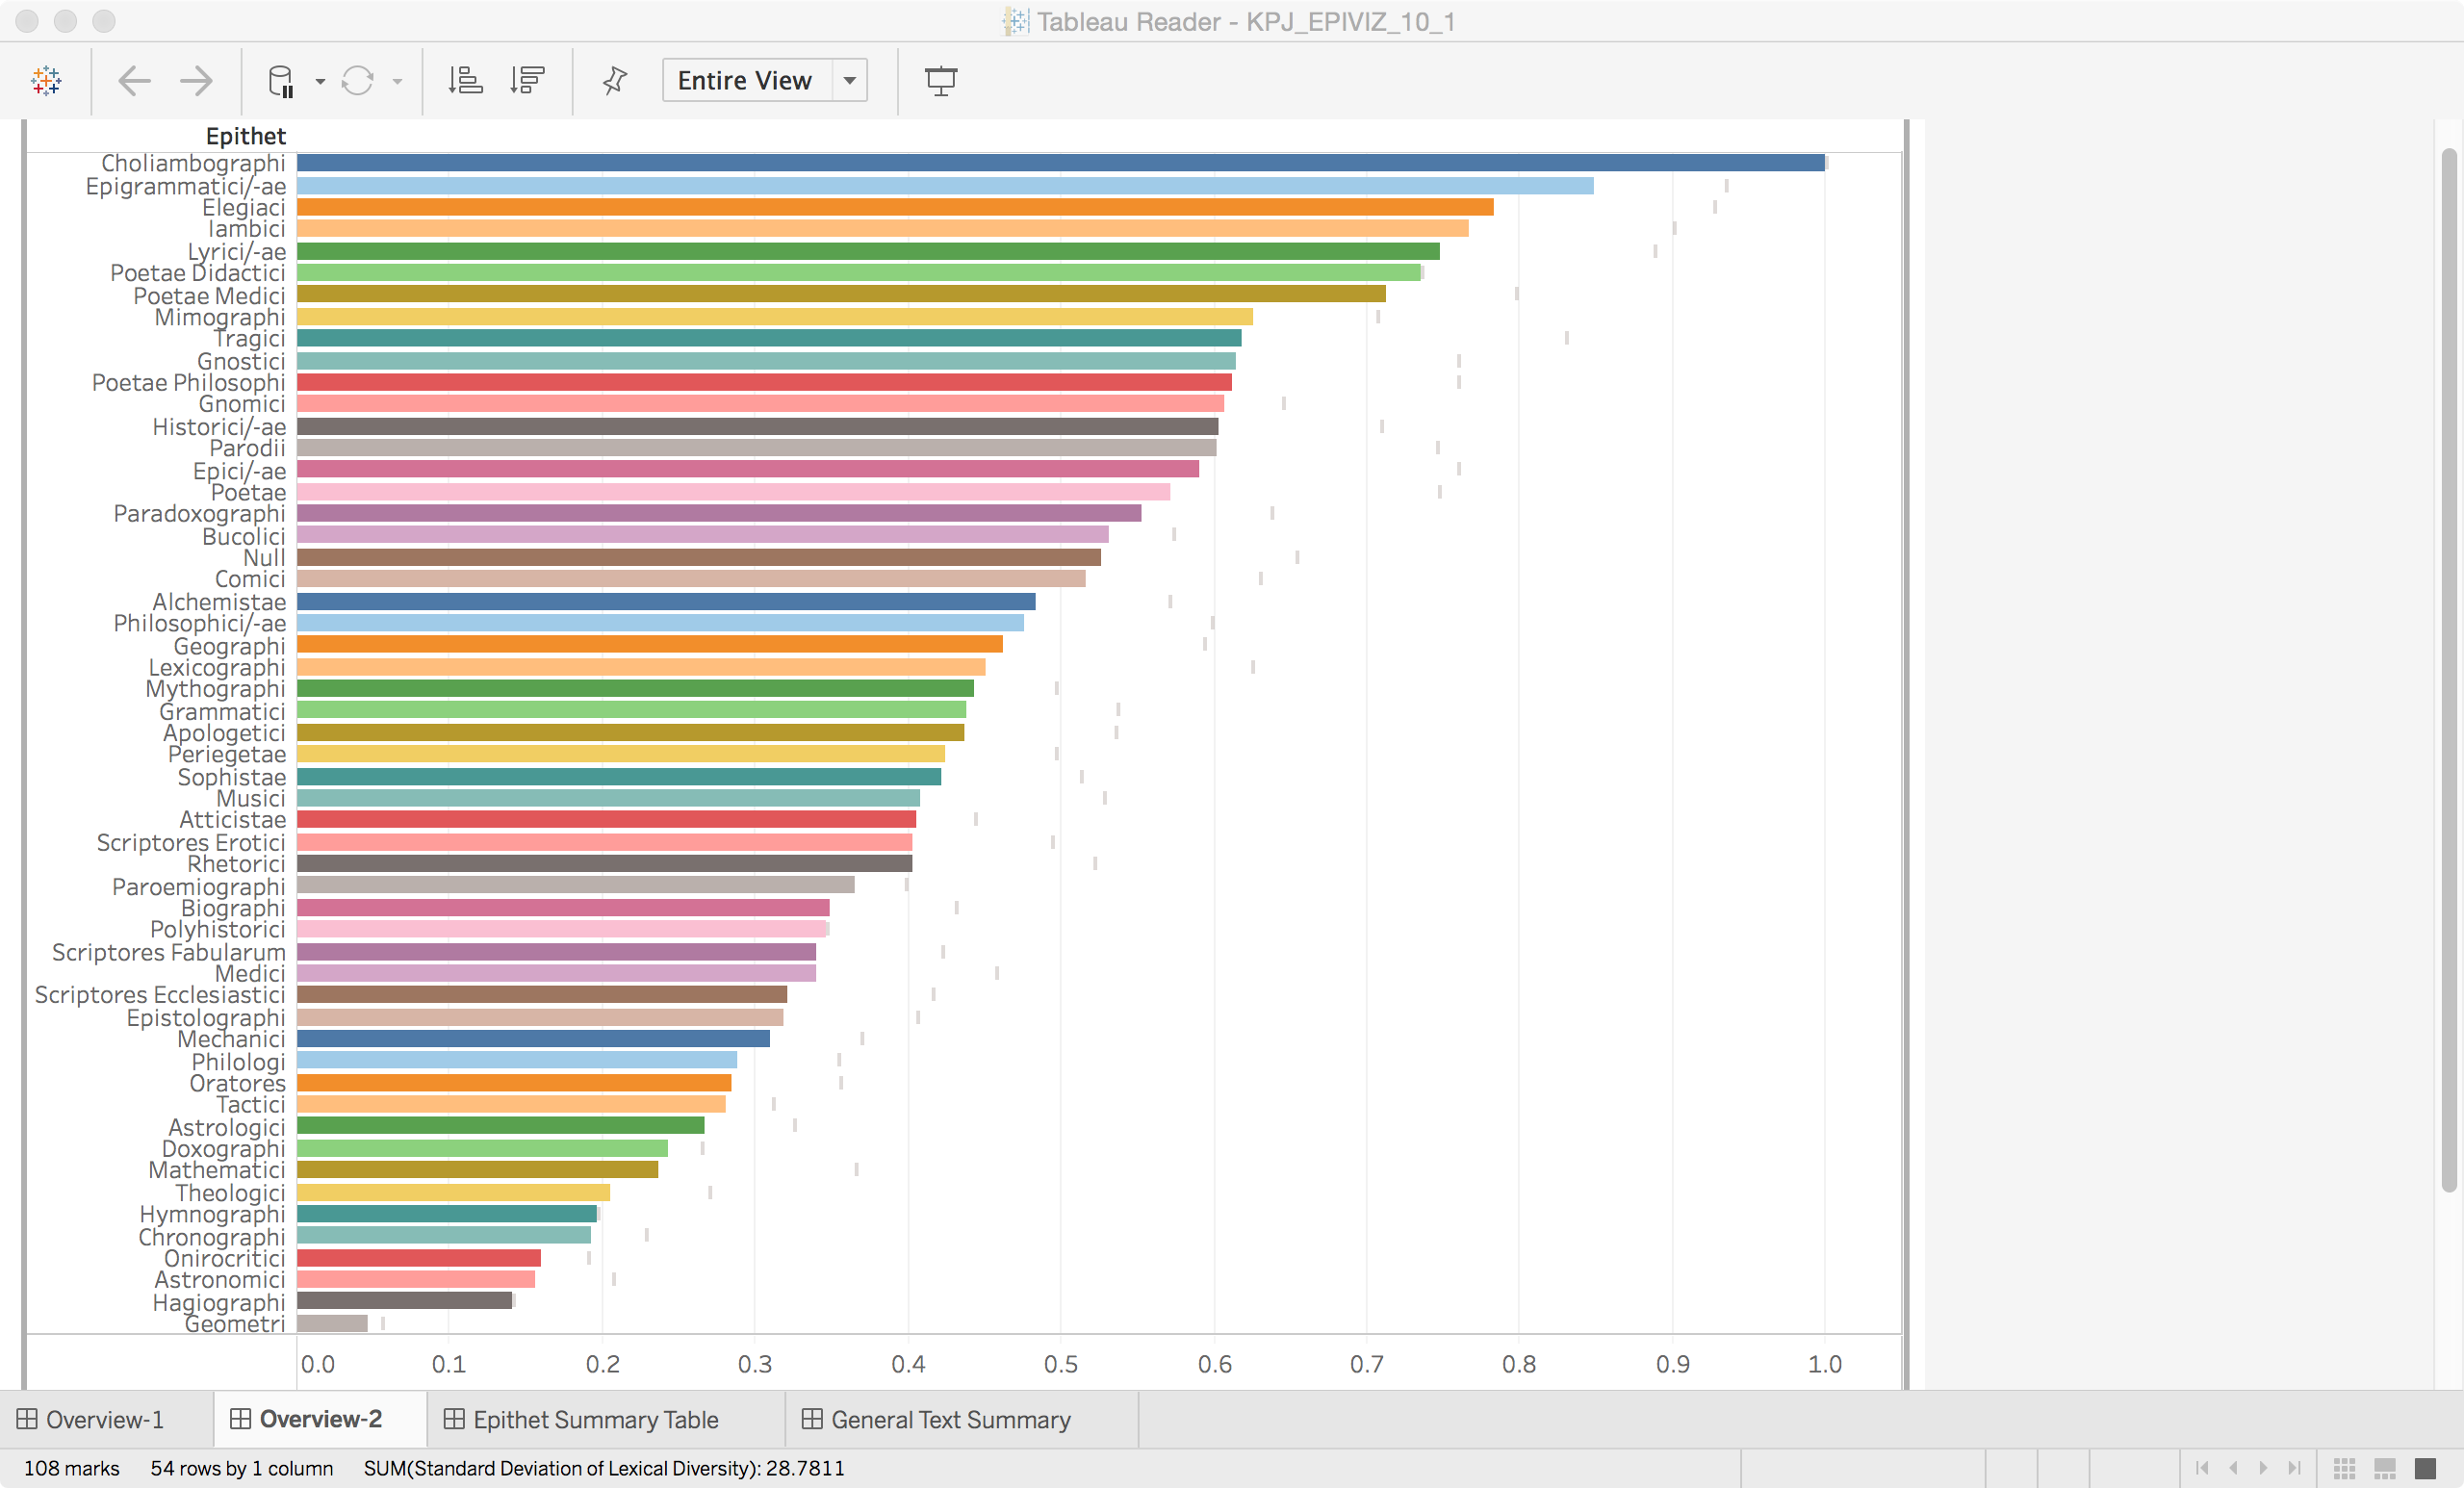 Tableau Reader - KPJ_EPIVIZ_10_1
Entire View
Epithet
Choliambographi
Epigrammatici/-ae
Elegiaci
Iambici
Lyrici/-ae
Poetae Didactici
Poetae Medici
Mimographi
Tragici
Gnostici
Poetae Philosophi
Gnomici
Historici/-ae
Parodii
Epici/-ae
Poetae
Paradoxographi
Bucolici
Null
Comici
Alchemistae
Philosophici/-ae
Geographi
Lexicographi
Mythographi
Grammatici
Apologetici
Periegetae
Sophistae
Musici
Atticistae
Scriptores Erotici
Rhetorici
Paroemiographi
Biographi
Polyhistorici
Scriptores Fabularum
Medici
Scriptores Ecclesiastici
Epistolographi
Mechanici
Philologi
Oratores
Tactici
Astrologici
Doxographi
Mathematici
Theologici
Hymnographi
Chronographi
Onirocritici
Astronomici
Hagiographi
Geometri
0.0 0.1 0.2 0.3 0.4 0.5 0.6 0.7 0.8 0.9 1.0
Overview-1 Overview-2 Epithet Summary Table General Text Summary
108 marks 54 rows by 1 column SUM(Standard Deviation of Lexical Diversity): 28.7811